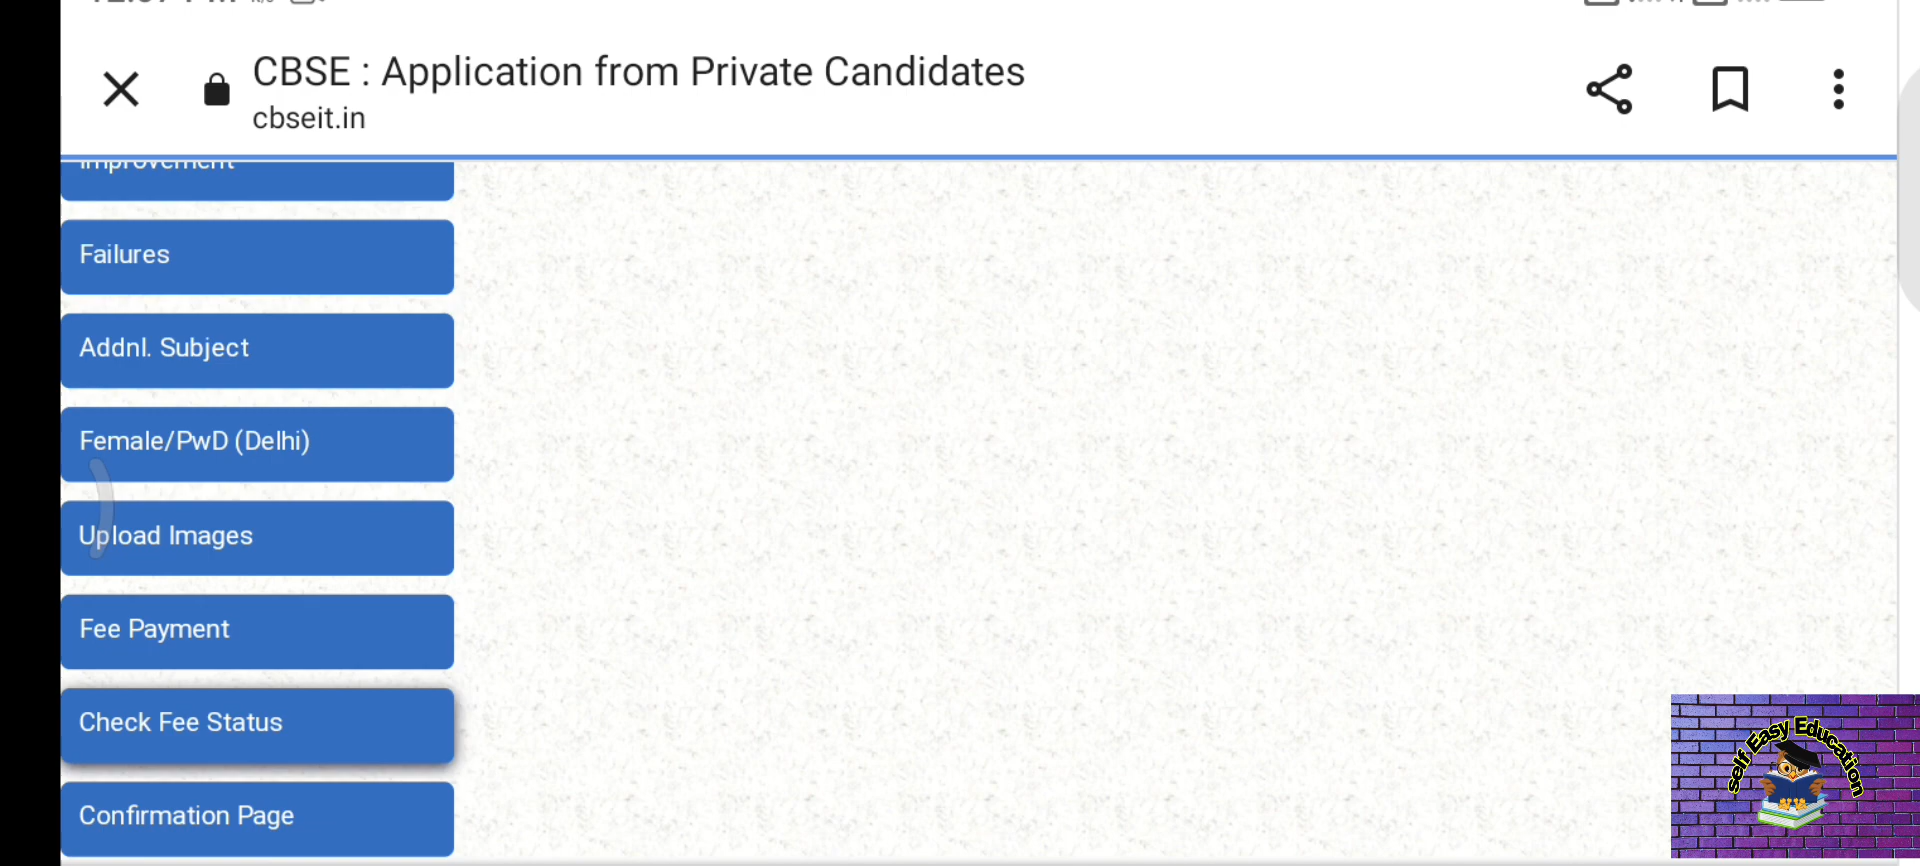 CBSE : Application from Private Candidates
cbseit.in
Improvement
Failures
Addnl. Subject
Female/PwD (Delhi)
Upload Images
Fee Payment
Check Fee Status
Confirmation Page
self Easy Education